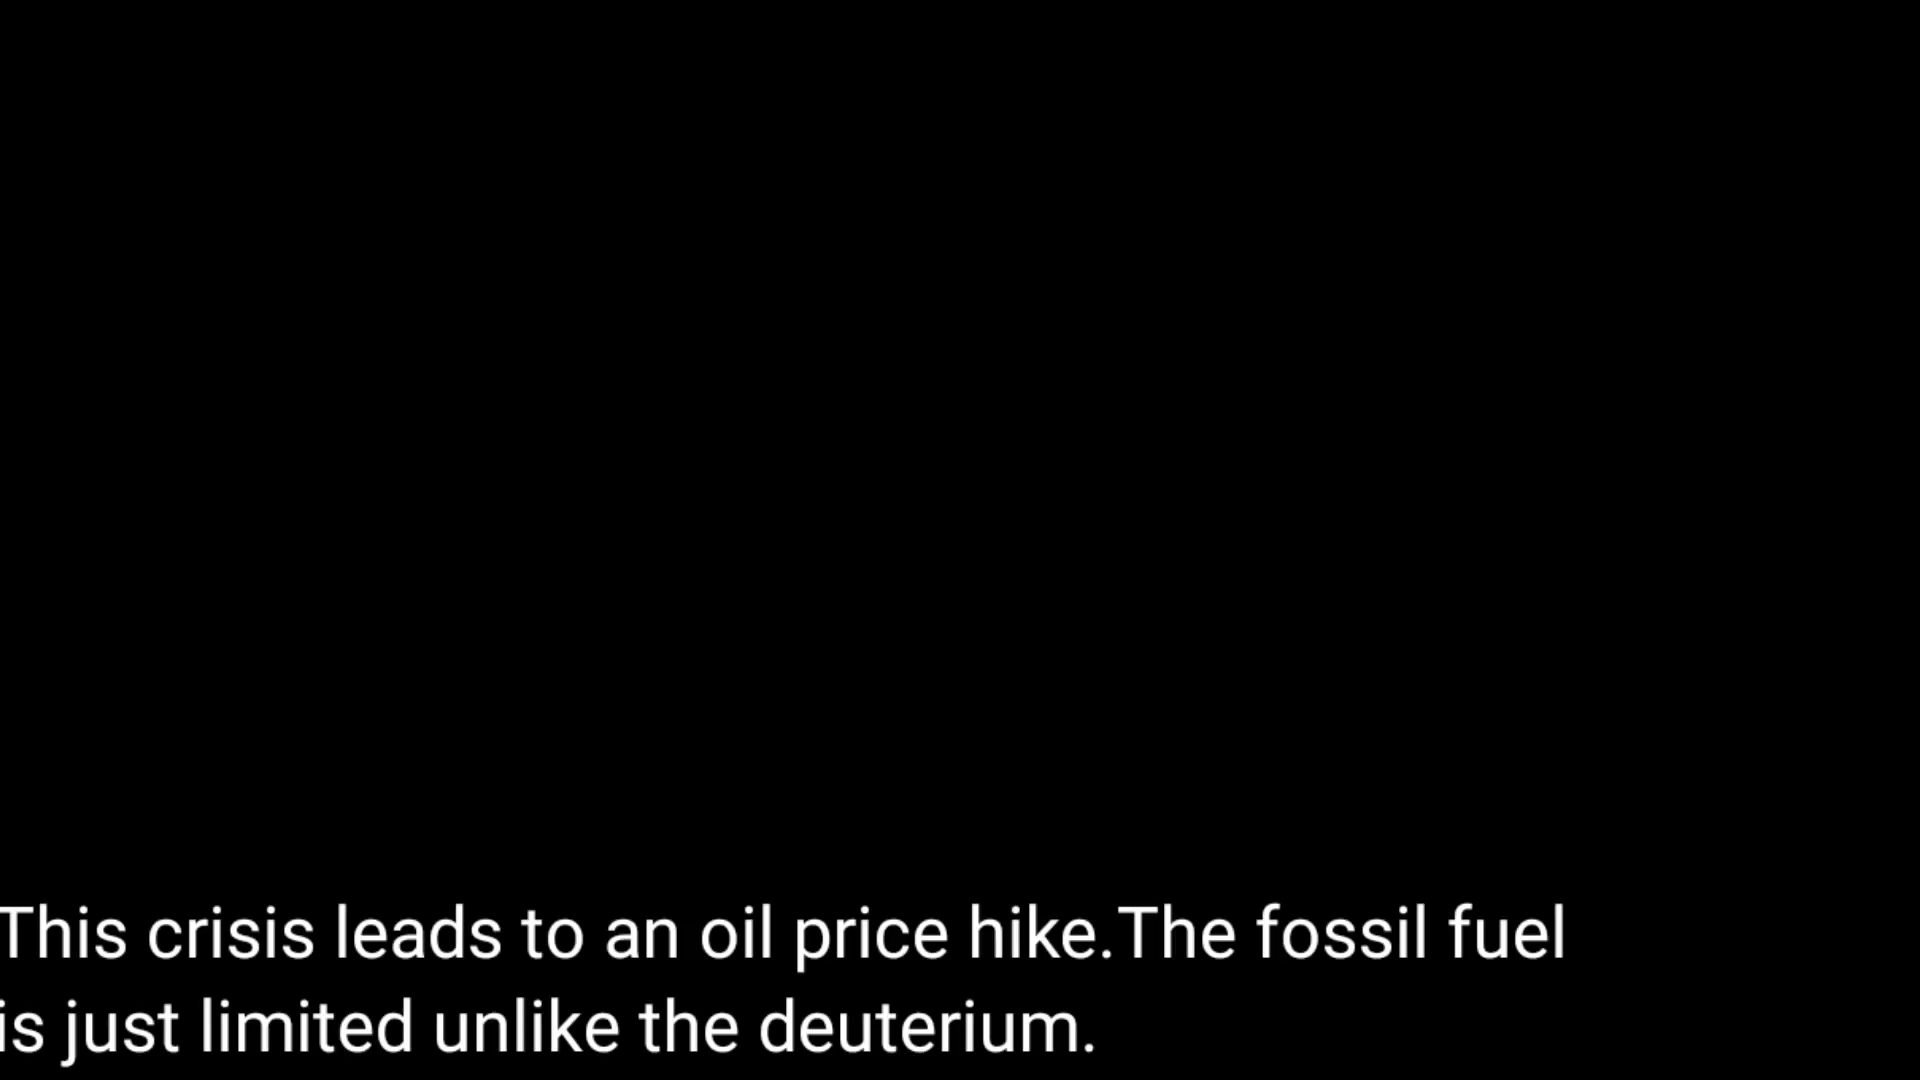 This crisis leads to an oil price hike.The fossil fuel
is just limited unlike the deuterium.